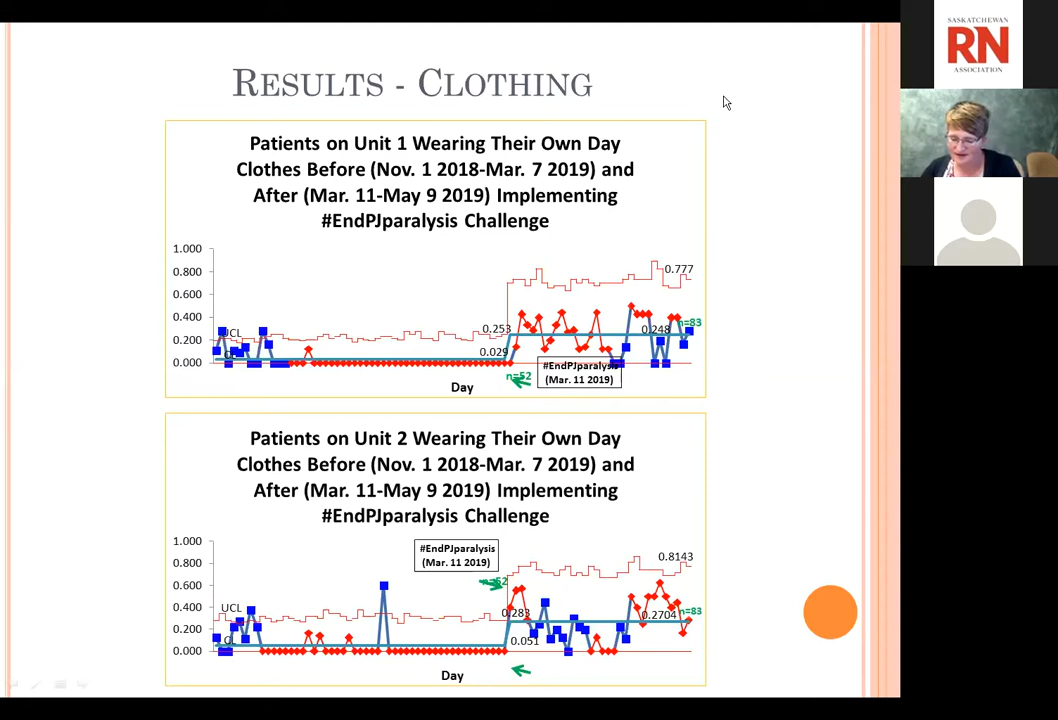 SASKATCHEWAN
RN
ASSOCIATION
RESULTS - CLOTHING
Patients on Unit 1 Wearing Their Own Day
Clothes Before (Nov. 1 2018-Mar. 7 2019) and
After (Mar. 11-May 9 2019) Implementing
#EndPJparalysis Challenge
1.000
0.800
0.600
0.400
0.200
0.000
UCL
CL
0.253
0.029
0.777
0.248
n=83
n=52
#EndPJparalysis
(Mar. 11 2019)
Day
Patients on Unit 2 Wearing Their Own Day
Clothes Before (Nov. 1 2018-Mar. 7 2019) and
After (Mar. 11-May 9 2019) Implementing
#EndPJparalysis Challenge
1.000
0.800
0.600
0.400
0.200
0.000
#EndPJparalysis
(Mar. 11 2019)
n=52
UCL
CL
0.283
0.051
0.8143
0.2704
n=83
Day